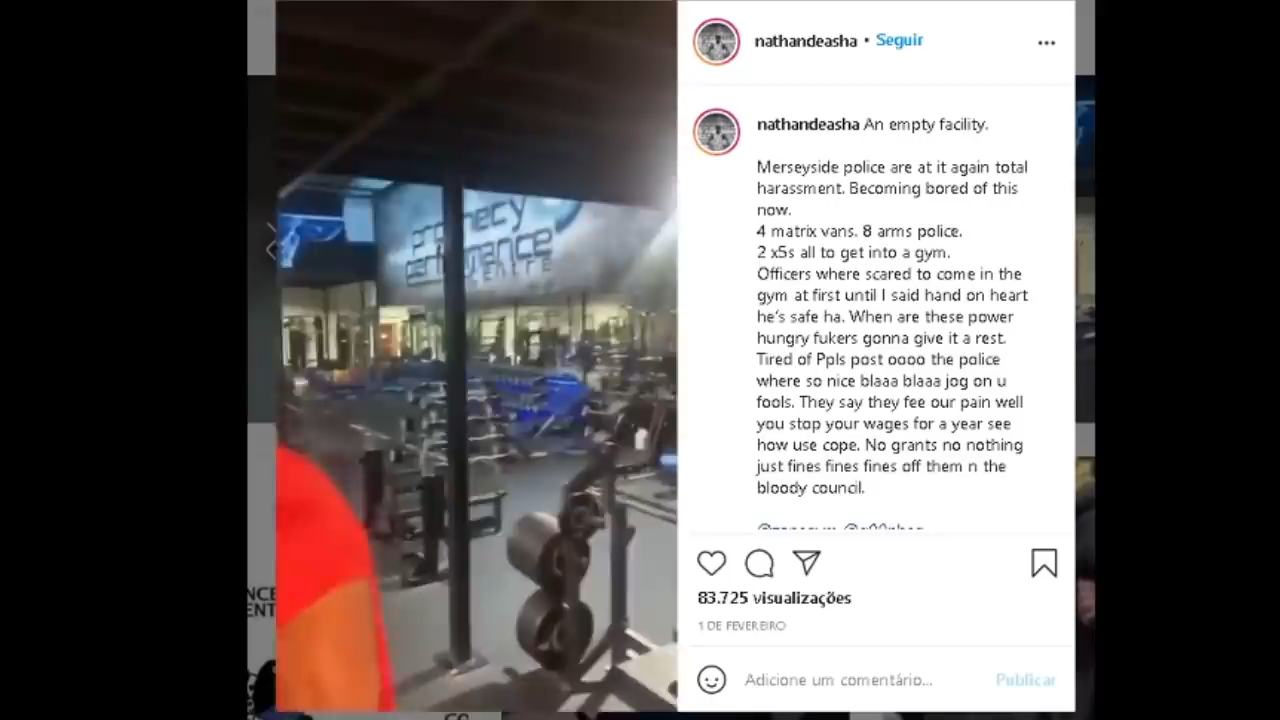 nathandeasha • Seguir
nathandeasha An empty facility.
Merseyside police are at it again total
harassment. Becoming bored of this
now.
4 matrix vans. 8 arms police.
2 x5s all to get into a gym.
Officers where scared to come in the
gym at first until I said hand on heart
he's safe ha. When are these power
hungry fukers gonna give it a rest.
Tired of Ppls post oooo the police
where so nice blaaa blaaa jog on u
fools. They say they fee our pain well
you stop your wages for a year see
how use cope. No grants no nothing
just fines fines fines off them n the
bloody council.
83.725 visualizações
1 DE FEVEREIRO
Adicione um comentário... Publicar
prophecy
performance
centre
NCE
ENT